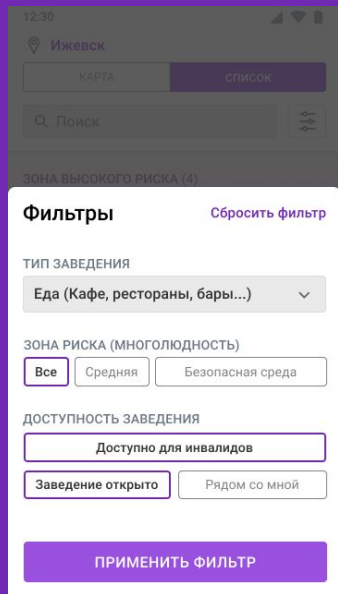 12:30
Ижевск
КАРТА СПИСОК
Поиск
ЗОНА ВЫСОКОГО РИСКА (4)
Фильтры Сбросить фильтр
ТИП ЗАВЕДЕНИЯ
Еда (Кафе, рестораны, бары...)
ЗОНА РИСКА (МНОГОЛЮДНОСТЬ)
Все Средняя Безопасная среда
ДОСТУПНОСТЬ ЗАВЕДЕНИЯ
Доступно для инвалидов
Заведение открыто Рядом со мной
ПРИМЕНИТЬ ФИЛЬТР